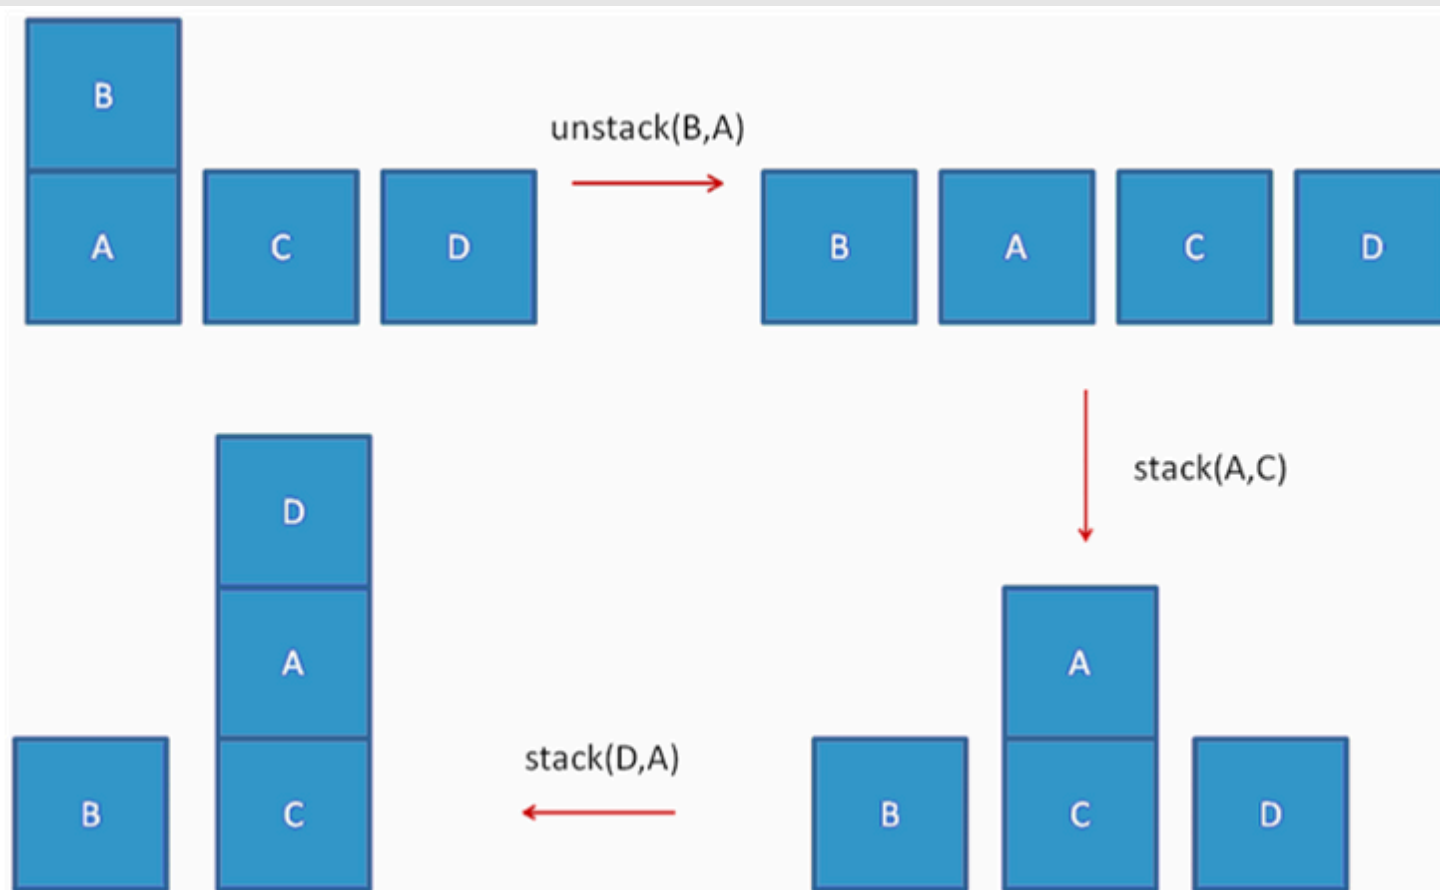 B
unstack(B,A)
A C D
B A C D
stack(A,C)
D
A
A
stack(D,A)
B C
B C D